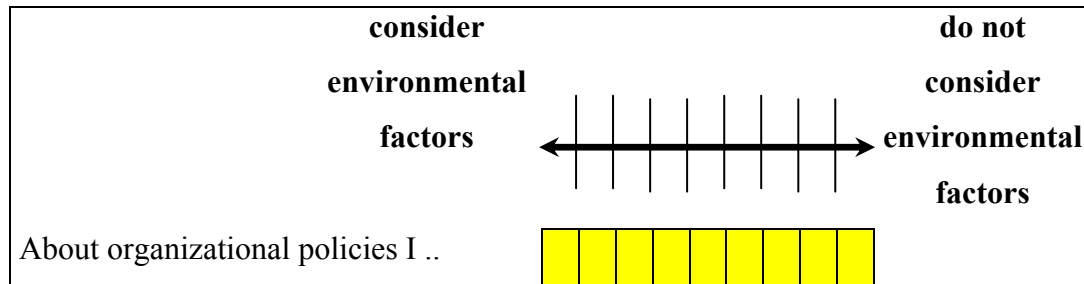 consider
environmental
factors
do not
consider
environmental
factors
About organizational policies I ..